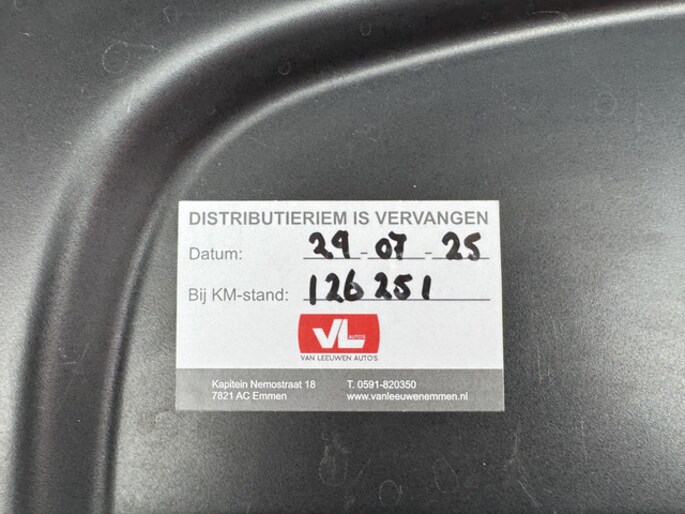 DISTRIBUTIERIEM IS VERVANGEN
Datum: 29-07-25
Bij KM-stand: 126251
VL AUTO'S
VAN LEEUWEN AUTO'S
Kapitein Nemostraat 18 T. 0591-820350
7821 AC Emmen www.vanleeuwenemmen.nl